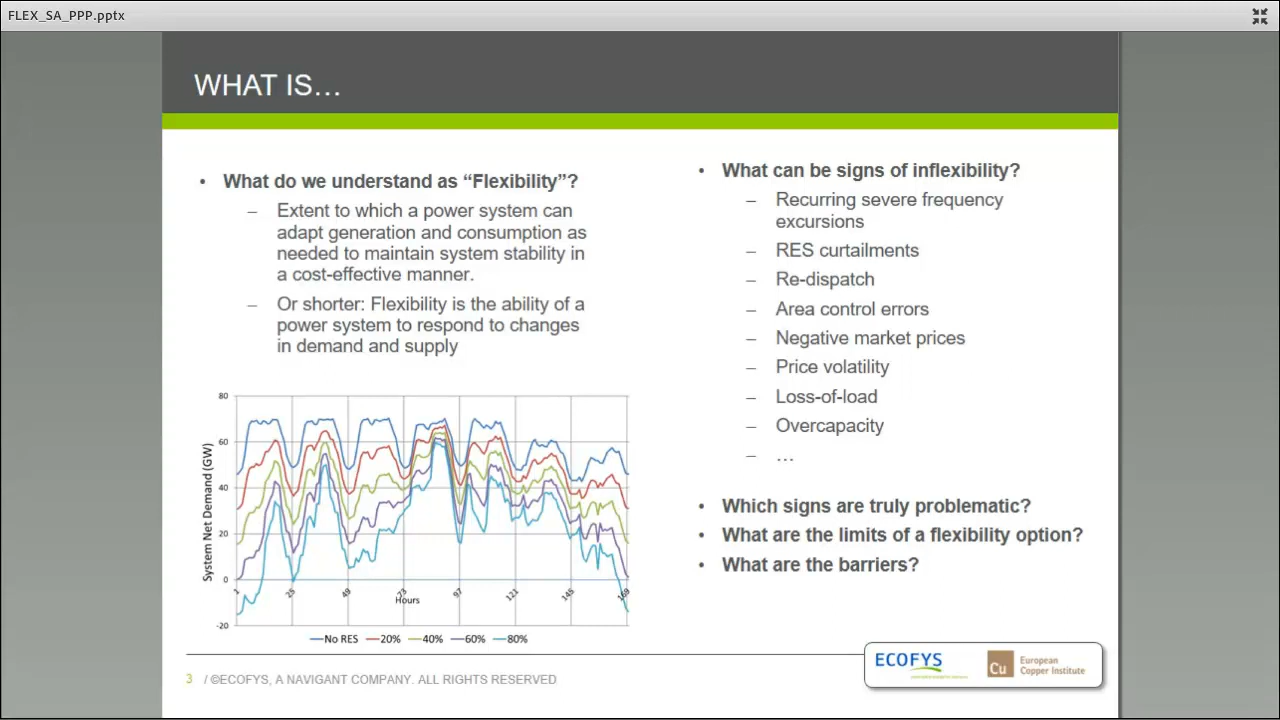 FLEX_SA_PPP.pptx
WHAT IS...
• What do we understand as “Flexibility”?
– Extent to which a power system can
adapt generation and consumption as
needed to maintain system stability in
a cost-effective manner.
– Or shorter: Flexibility is the ability of a
power system to respond to changes
in demand and supply
System Net Demand (GW)
80
60
40
20
0
-20
1
25
49
73
97
121
145
169
Hours
No RES 20% 40% 60% 80%
• What can be signs of inflexibility?
– Recurring severe frequency
excursions
– RES curtailments
– Re-dispatch
– Area control errors
– Negative market prices
– Price volatility
– Loss-of-load
– Overcapacity
– ...
• Which signs are truly problematic?
• What are the limits of a flexibility option?
• What are the barriers?
3 / ©ECOFYS, A NAVIGANT COMPANY. ALL RIGHTS RESERVED
ECOFYS
Cu
European
Copper Institute